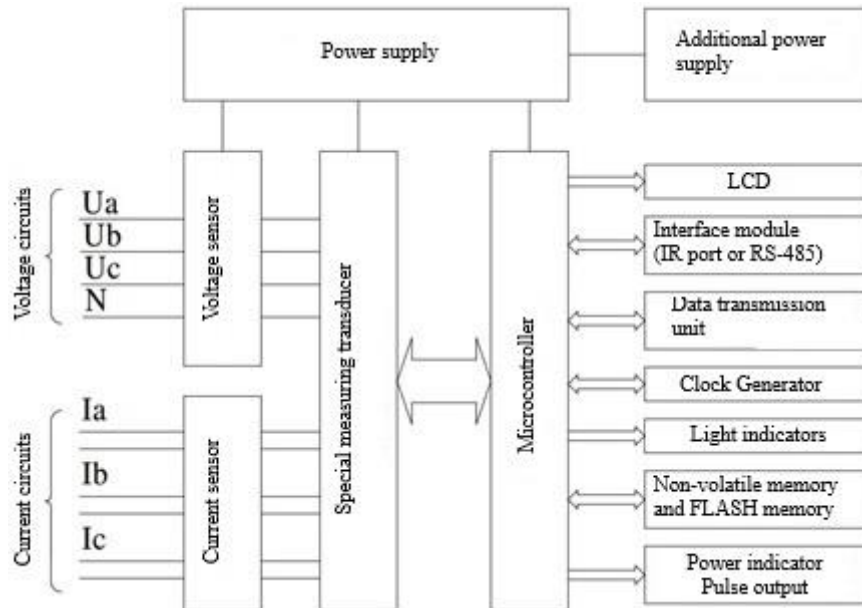 Power supply
Additional power
supply
Voltage circuits
Ua
Ub
Uc
N
Voltage sensor
Current circuits
Ia
Ib
Ic
Current sensor
Special measuring transducer
Microcontroller
LCD
Interface module
(IR port or RS-485)
Data transmission
unit
Clock Generator
Light indicators
Non-volatile memory
and FLASH memory
Power indicator
Pulse output